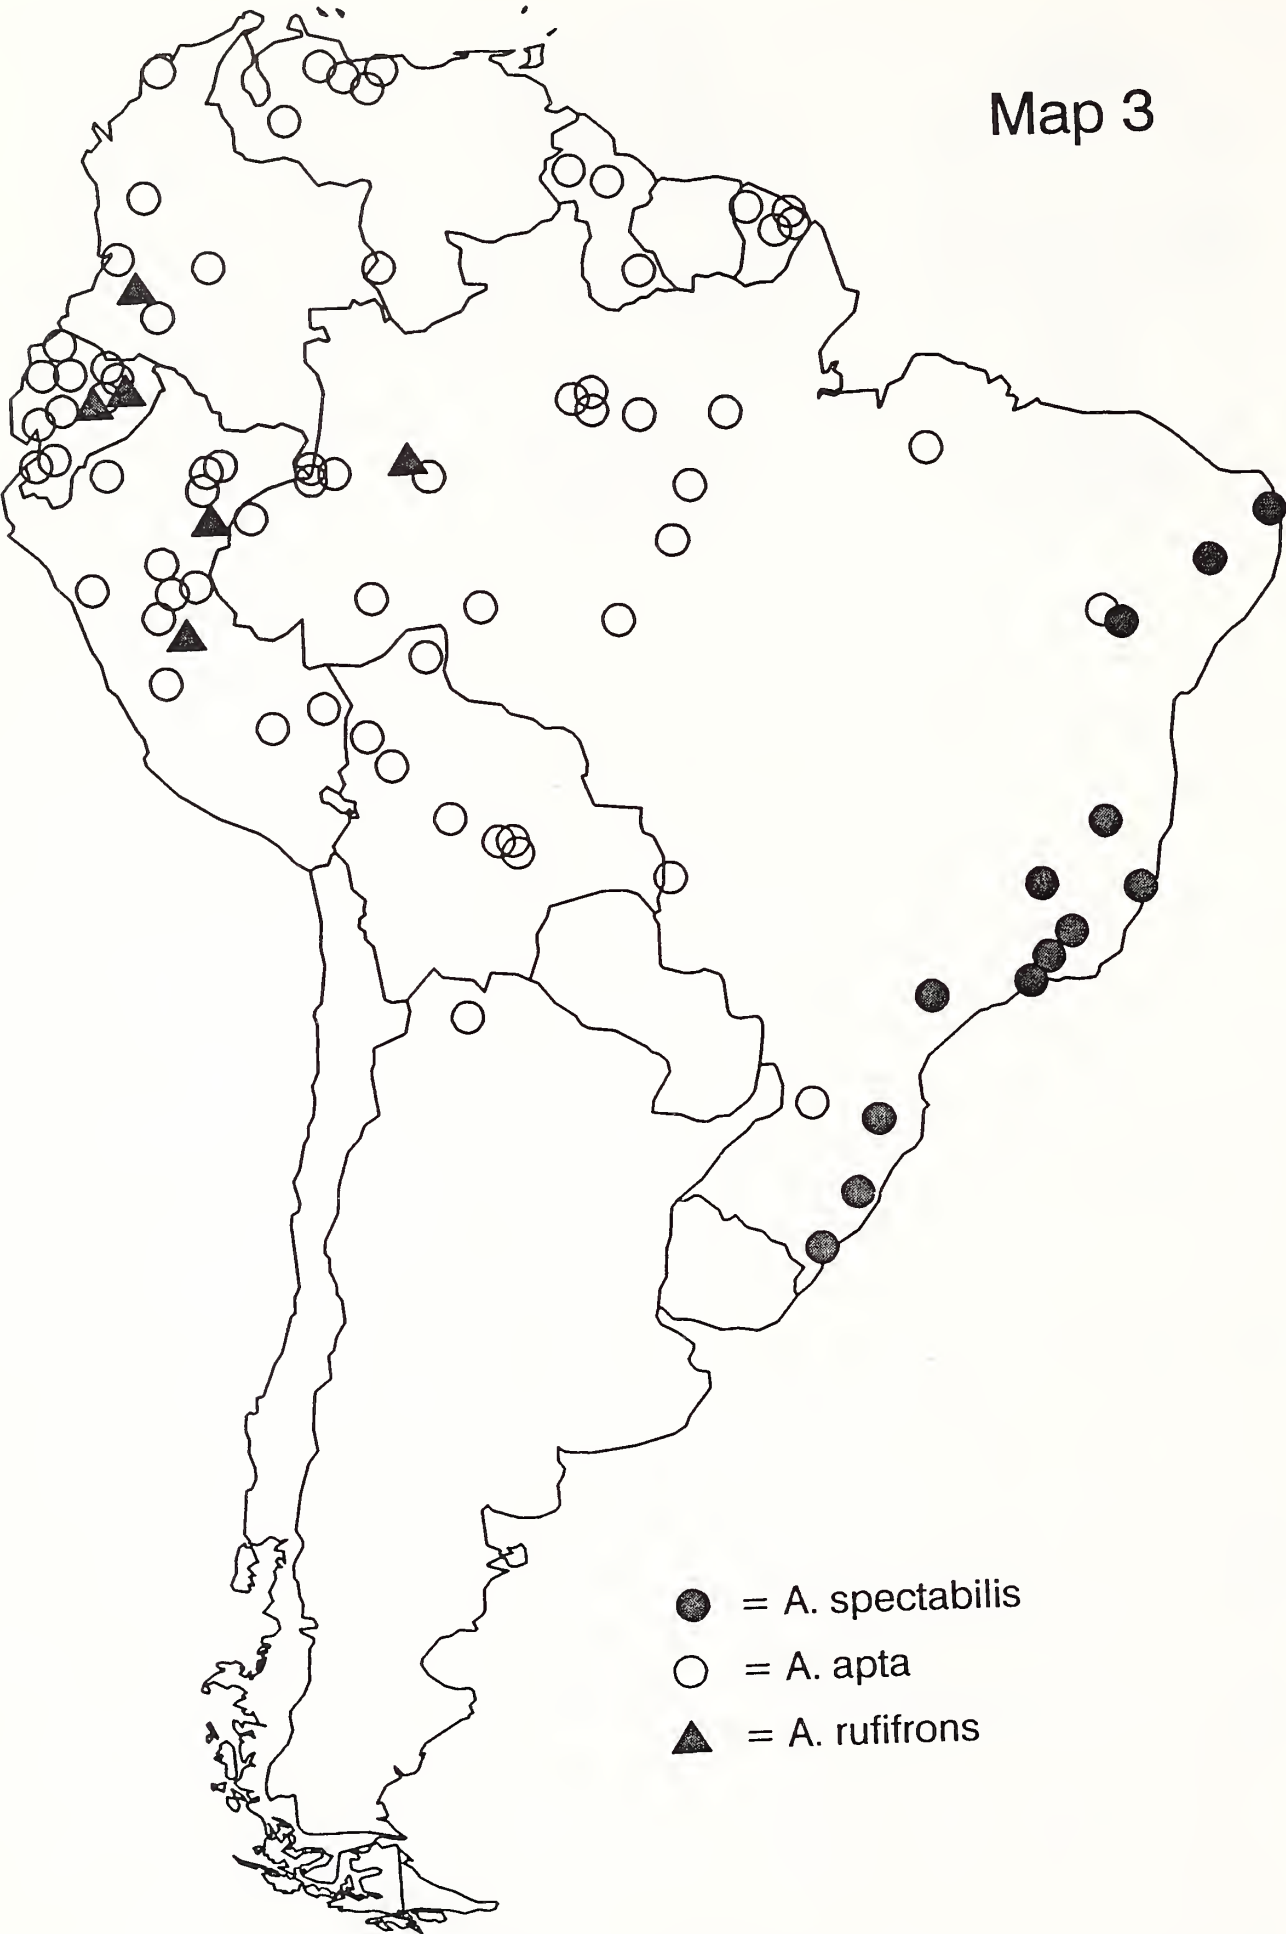 Map 3
= A. spectabilis
= A. apta
= A. rufifrons